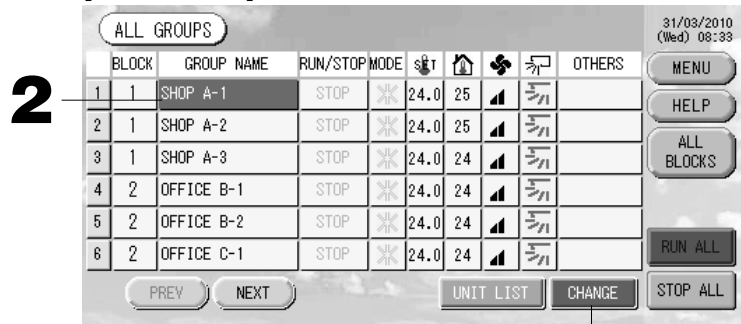 ALL GROUPS
31/03/2010
(Wed) 08:33
BLOCK GROUP NAME RUN/STOP MODE SET OTHERS
MENU
1 1 SHOP A-1 STOP 24.0 25
HELP
2 2 1 SHOP A-2 STOP 24.0 25
ALL
BLOCKS
3 1 SHOP A-3 STOP 24.0 24
4 2 OFFICE B-1 STOP 24.0 24
5 2 OFFICE B-2 STOP 24.0 24
6 2 OFFICE C-1 STOP 24.0 24
RUN ALL
PREV NEXT UNIT LIST CHANGE STOP ALL